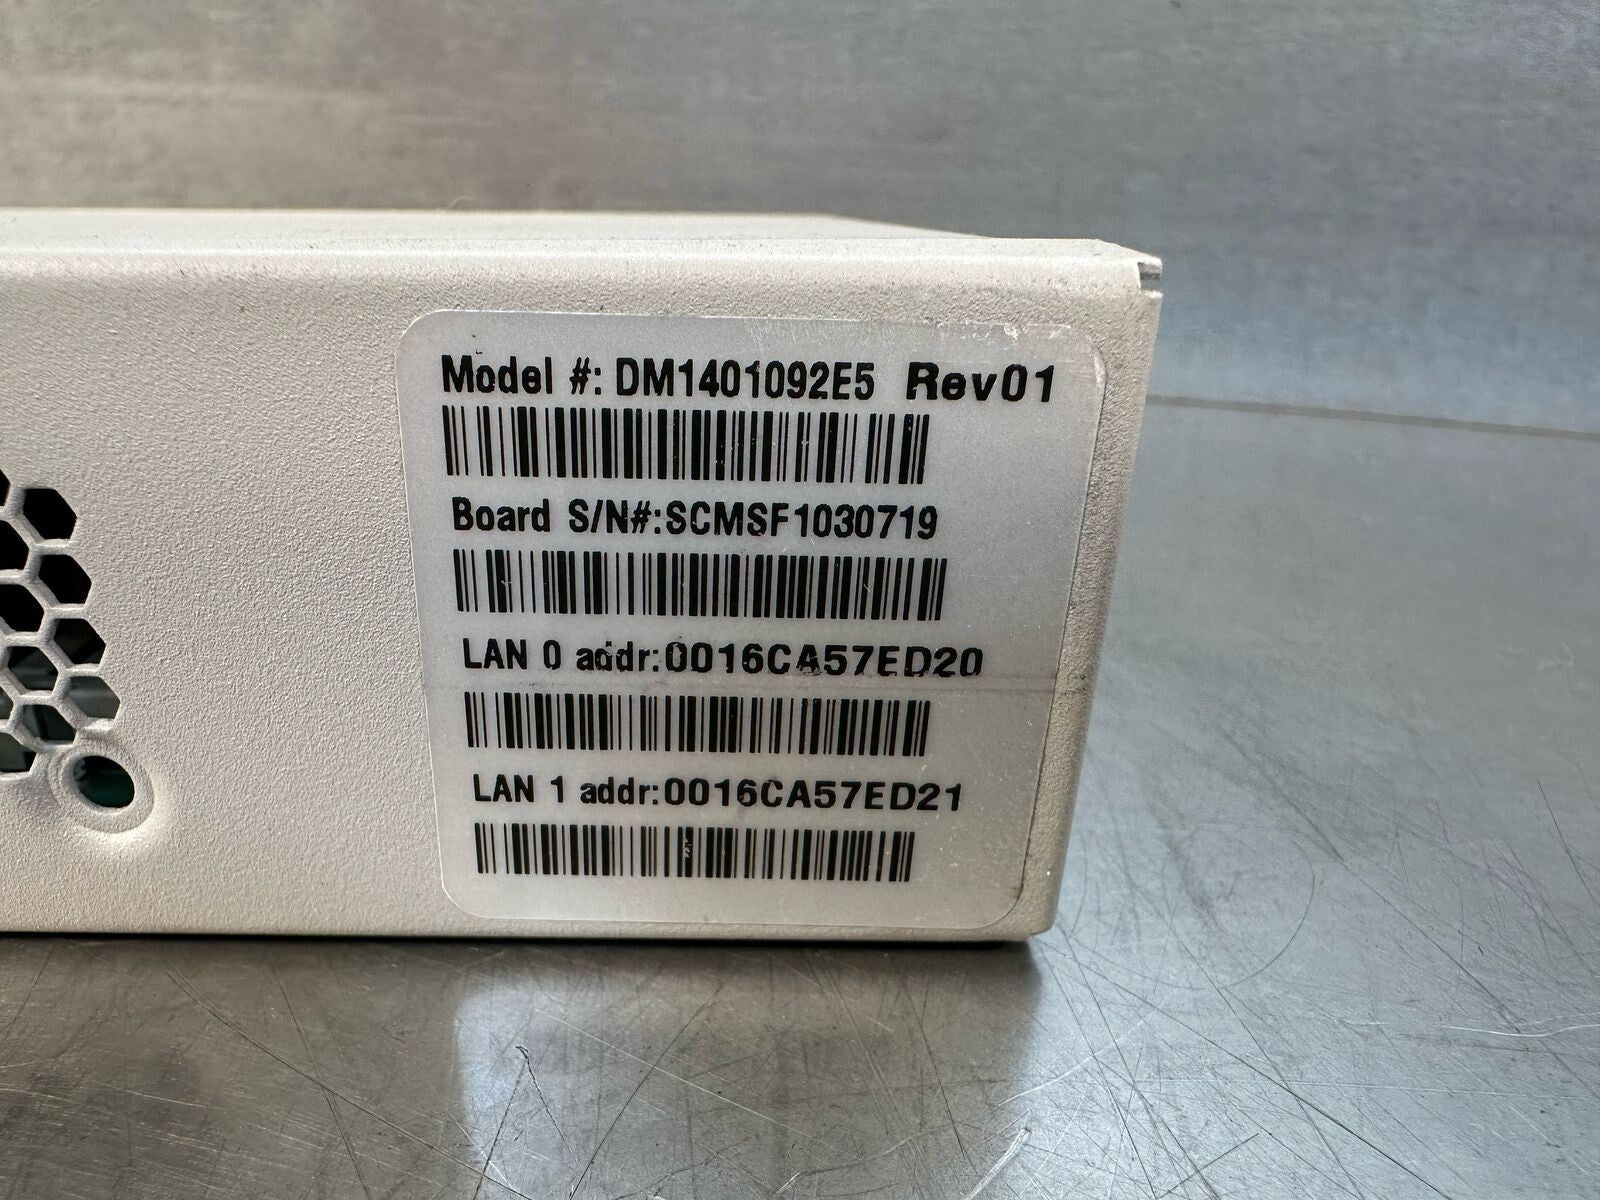 Model #: DM1401092E5 Rev01
Board S/N#:SCMSF1030719
LAN 0 addr:0016CA57ED20
LAN 1 addr:0016CA57ED21